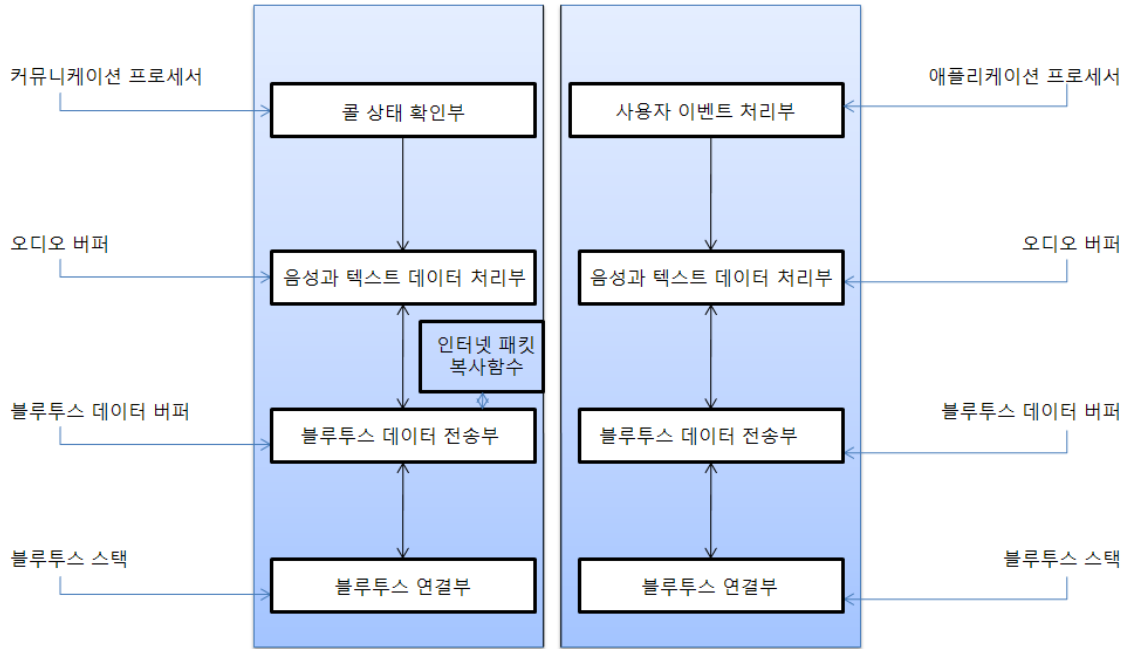 커뮤니케이션 프로세서
애플리케이션 프로세서
콜 상태 확인부
사용자 이벤트 처리부
오디오 버퍼
오디오 버퍼
음성과 텍스트 데이터 처리부
음성과 텍스트 데이터 처리부
인터넷 패킷
복사함수
블루투스 데이터 버퍼
블루투스 데이터 버퍼
블루투스 데이터 전송부
블루투스 데이터 전송부
블루투스 스택
블루투스 스택
블루투스 연결부
블루투스 연결부